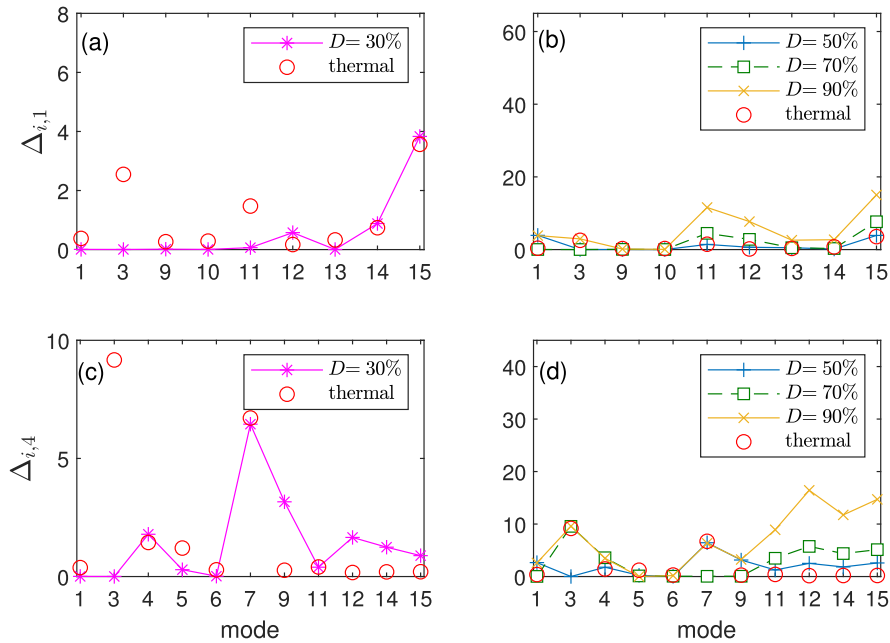 (a)
D= 30%
thermal
Δi,1
8
6
4
2
0
1 3 9 10 11 12 13 14 15
(b)
D= 50%
D= 70%
D= 90%
thermal
60
40
20
0
1 3 9 10 11 12 13 14 15
(c)
D= 30%
thermal
Δi,4
10
5
0
1 3 4 5 6 7 9 11 12 14 15
mode
(d)
D= 50%
D= 70%
D= 90%
thermal
40
30
20
10
0
1 3 4 5 6 7 9 11 12 14 15
mode